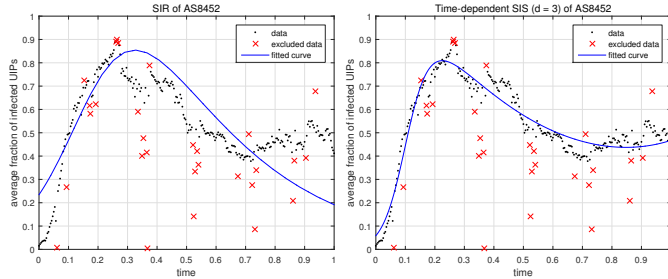 SIR of AS8452
data
excluded data
fitted curve
average fraction of infected UIPs
1
0.9
0.8
0.7
0.6
0.5
0.4
0.3
0.2
0.1
0
0 0.1 0.2 0.3 0.4 0.5 0.6 0.7 0.8 0.9 1
time
Time-dependent SIS (d = 3) of AS8452
data
excluded data
fitted curve
average fraction of infected UIPs
1
0.9
0.8
0.7
0.6
0.5
0.4
0.3
0.2
0.1
0
0 0.1 0.2 0.3 0.4 0.5 0.6 0.7 0.8 0.9
time